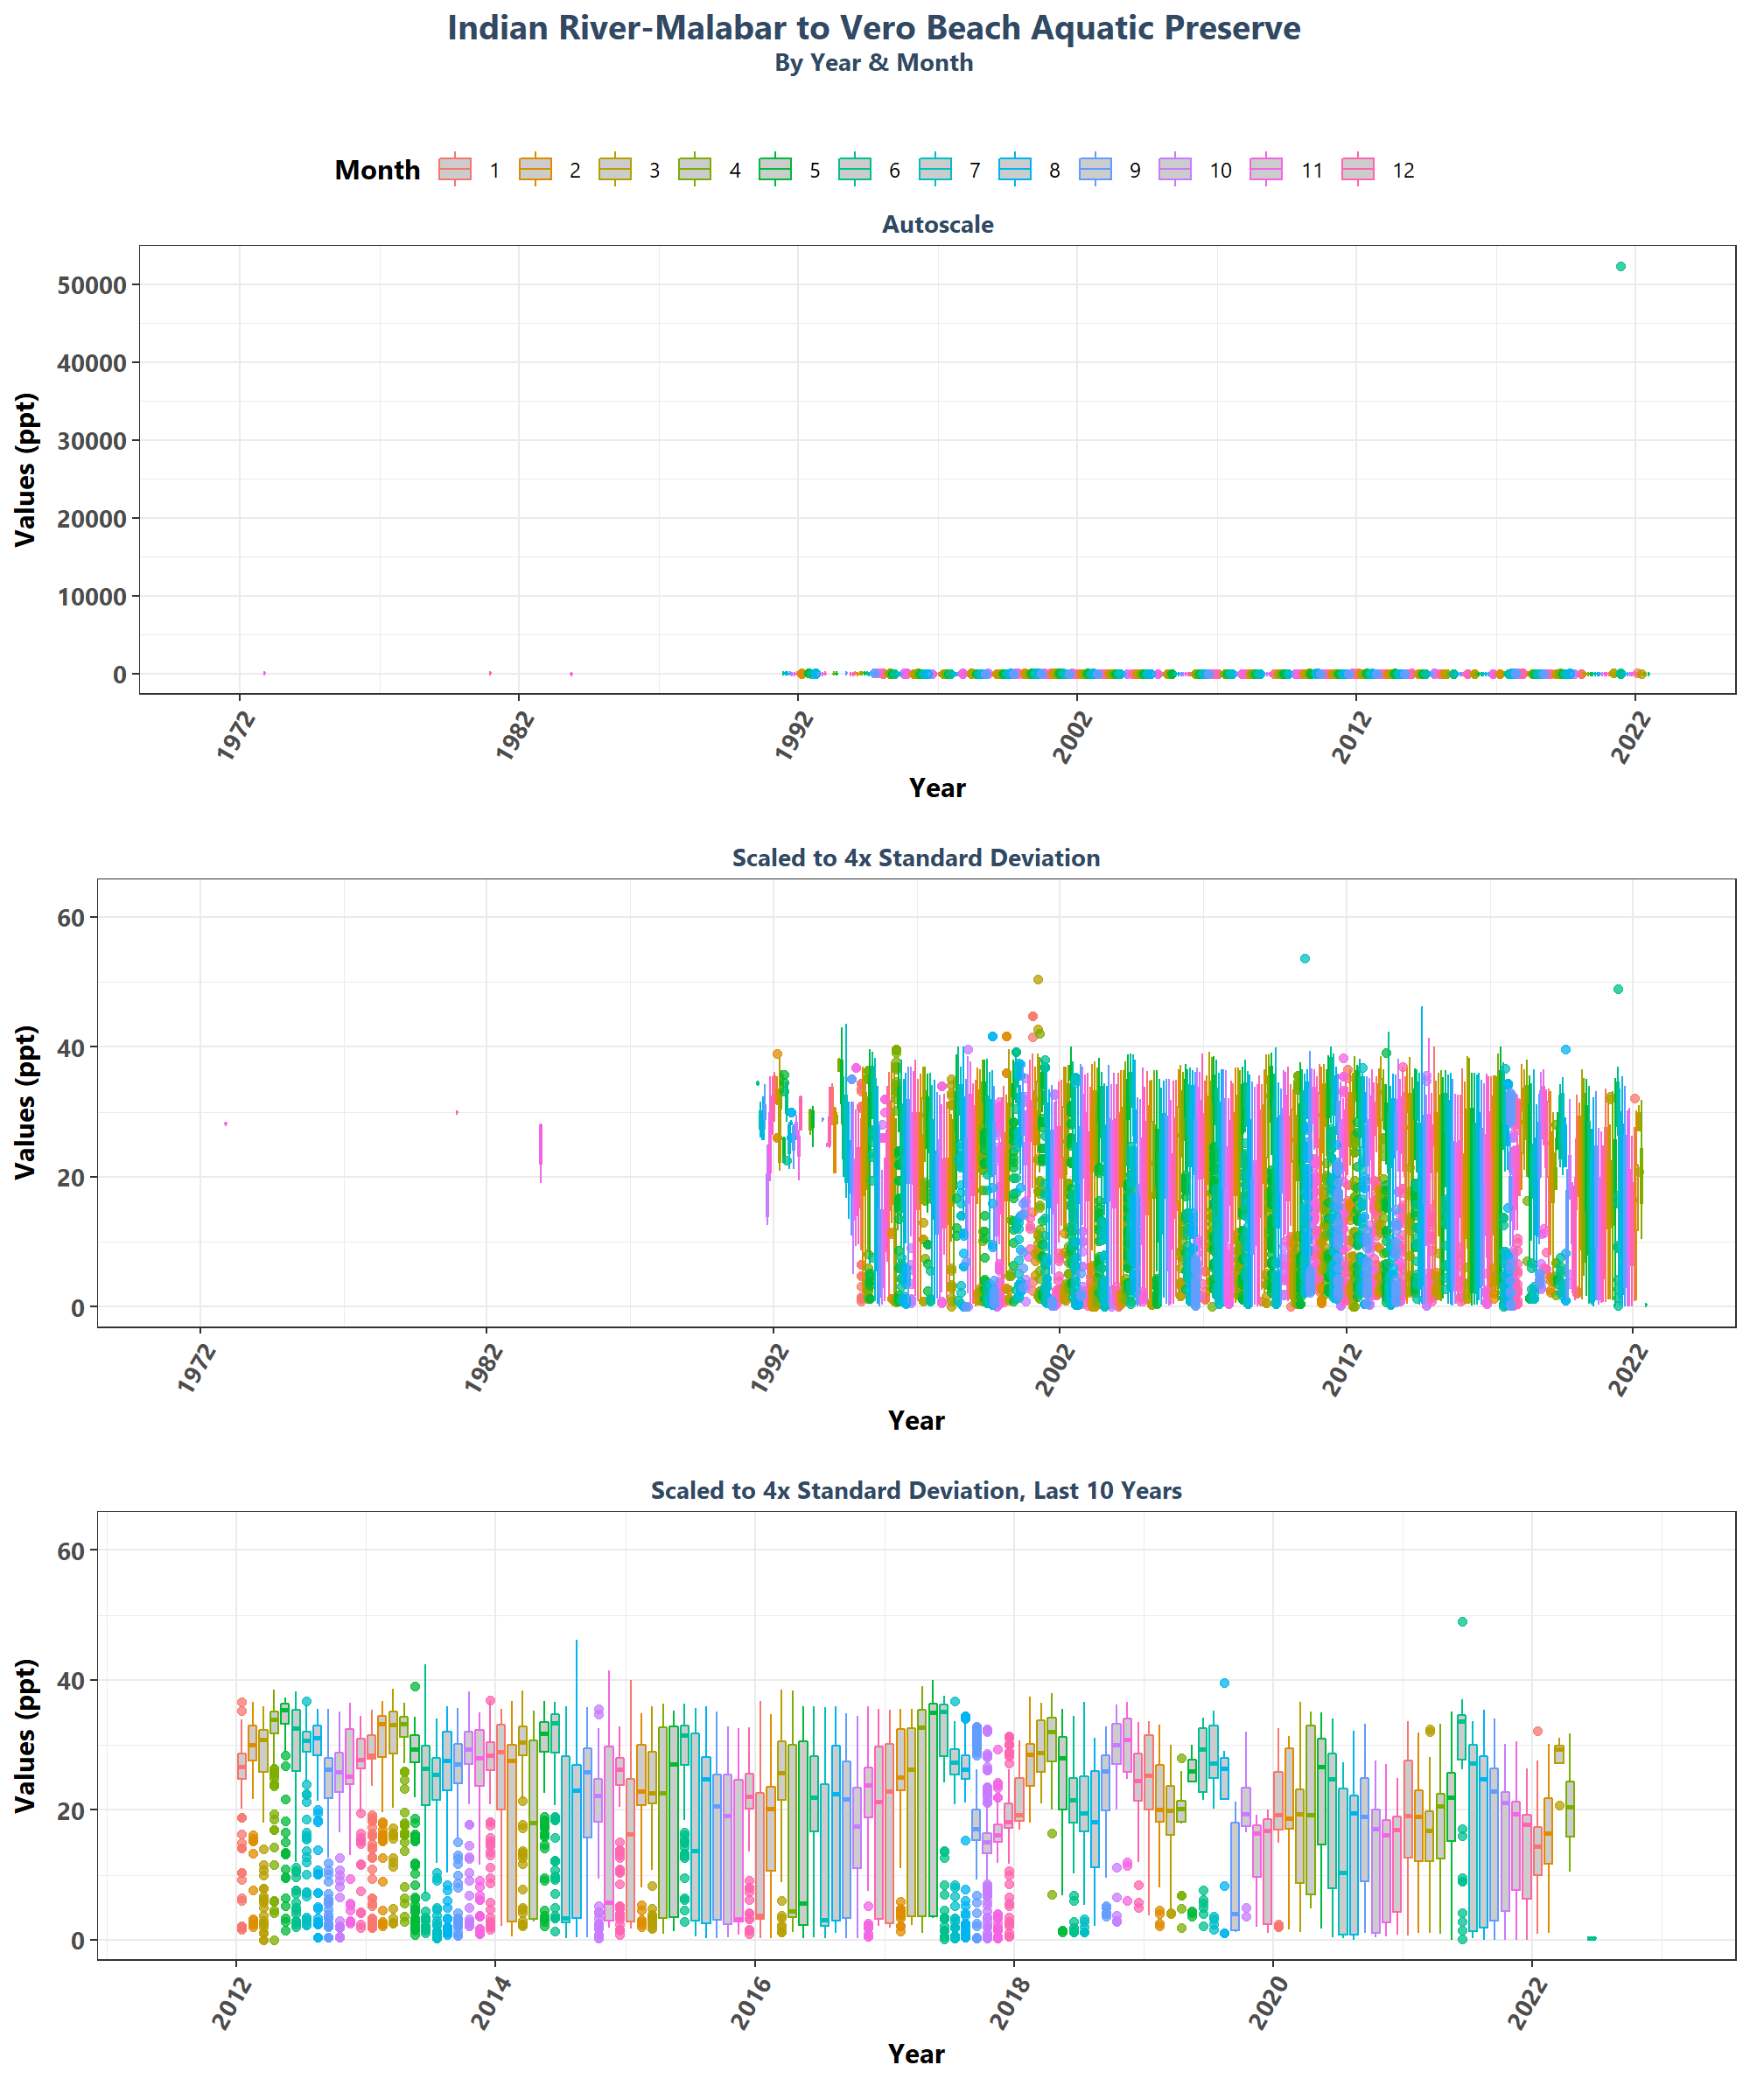 Indian River-Malabar to Vero Beach Aquatic Preserve
By Year & Month
Month 1 2 3 4 5 6 7 8 9 10 11 12
Autoscale
Values (ppt)
50000
40000
30000
20000
10000
0
1972 1982 1992 2002 2012 2022
Year
Scaled to 4x Standard Deviation
Values (ppt)
60
40
20
0
1972 1982 1992 2002 2012 2022
Year
Scaled to 4x Standard Deviation, Last 10 Years
Values (ppt)
60
40
20
0
2012 2014 2016 2018 2020 2022
Year